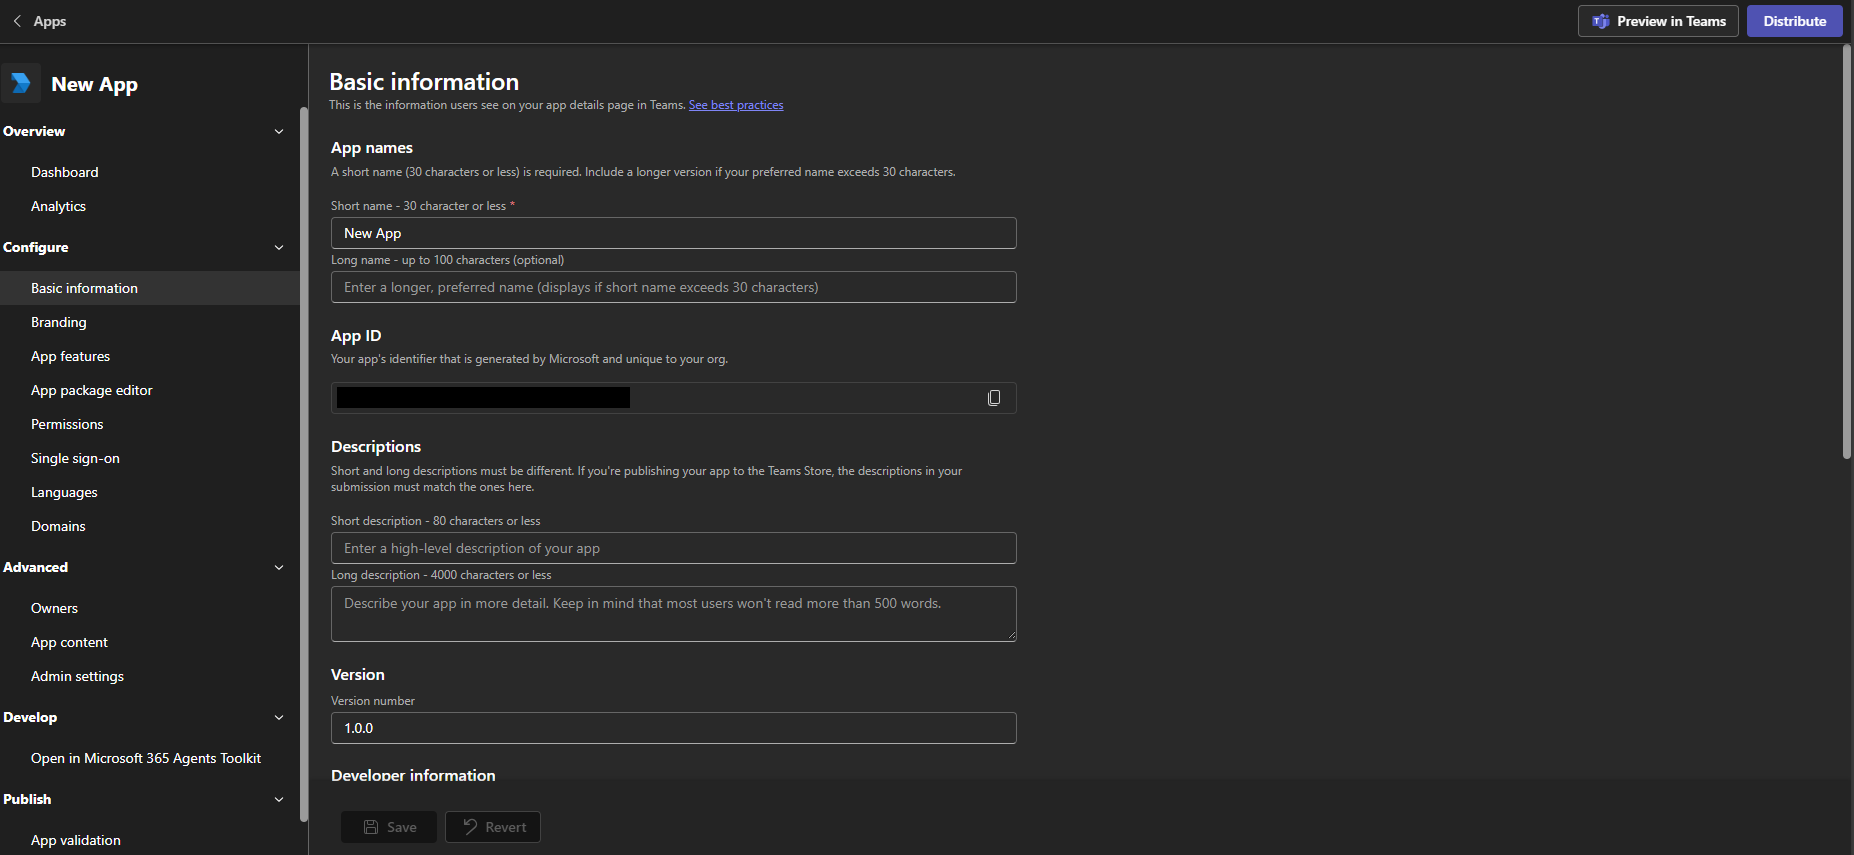 Apps
Preview in Teams
Distribute
New App
Overview
Dashboard
Analytics
Configure
Basic information
Branding
App features
App package editor
Permissions
Single sign-on
Languages
Domains
Advanced
Owners
App content
Admin settings
Develop
Open in Microsoft 365 Agents Toolkit
Publish
App validation
Basic information
This is the information users see on your app details page in Teams. See best practices
App names
A short name (30 characters or less) is required. Include a longer version if your preferred name exceeds 30 characters.
Short name - 30 character or less *
New App
Long name - up to 100 characters (optional)
Enter a longer, preferred name (displays if short name exceeds 30 characters)
App ID
Your app's identifier that is generated by Microsoft and unique to your org.
Descriptions
Short and long descriptions must be different. If you're publishing your app to the Teams Store, the descriptions in your
submission must match the ones here.
Short description - 80 characters or less
Enter a high-level description of your app
Long description - 4000 characters or less
Describe your app in more detail. Keep in mind that most users won't read more than 500 words.
Version
Version number
1.0.0
Developer information
Save
Revert